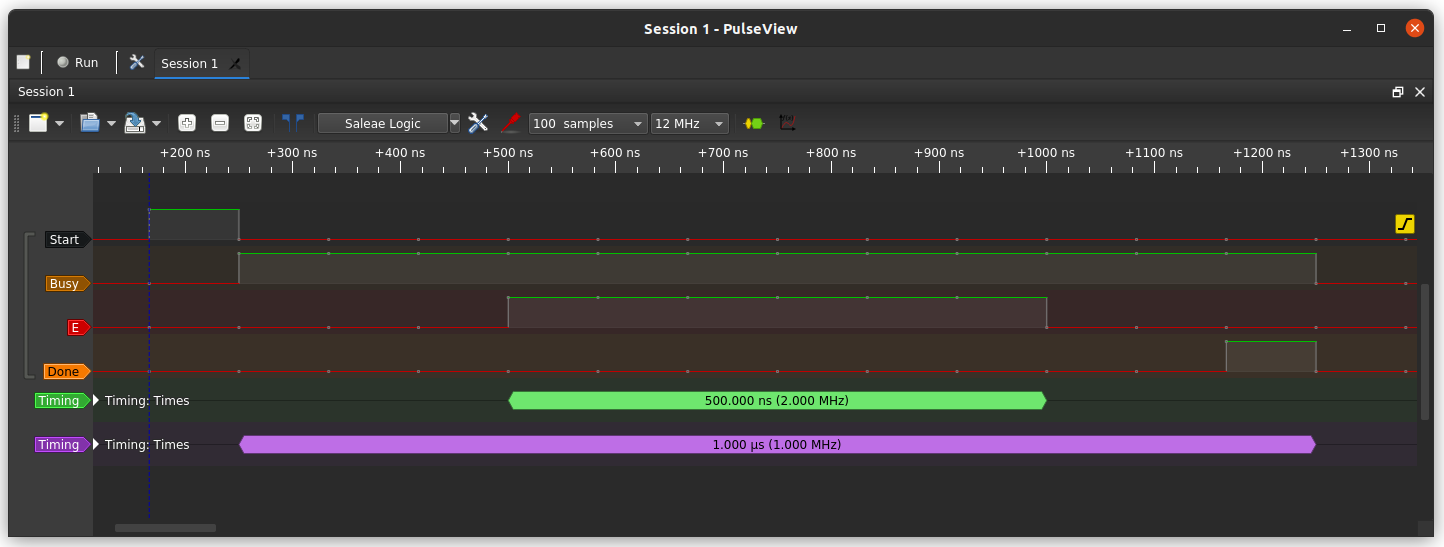 Session 1 - PulseView
Run
Session 1
Session 1
Saleae Logic
100 samples
12 MHz
+200 ns +300 ns +400 ns +500 ns +600 ns +700 ns +800 ns +900 ns +1000 ns +1100 ns +1200 ns +1300 ns
Start
Busy
E
Done
Timing Timing: Times 500.000 ns (2.000 MHz)
Timing Timing: Times 1.000 µs (1.000 MHz)